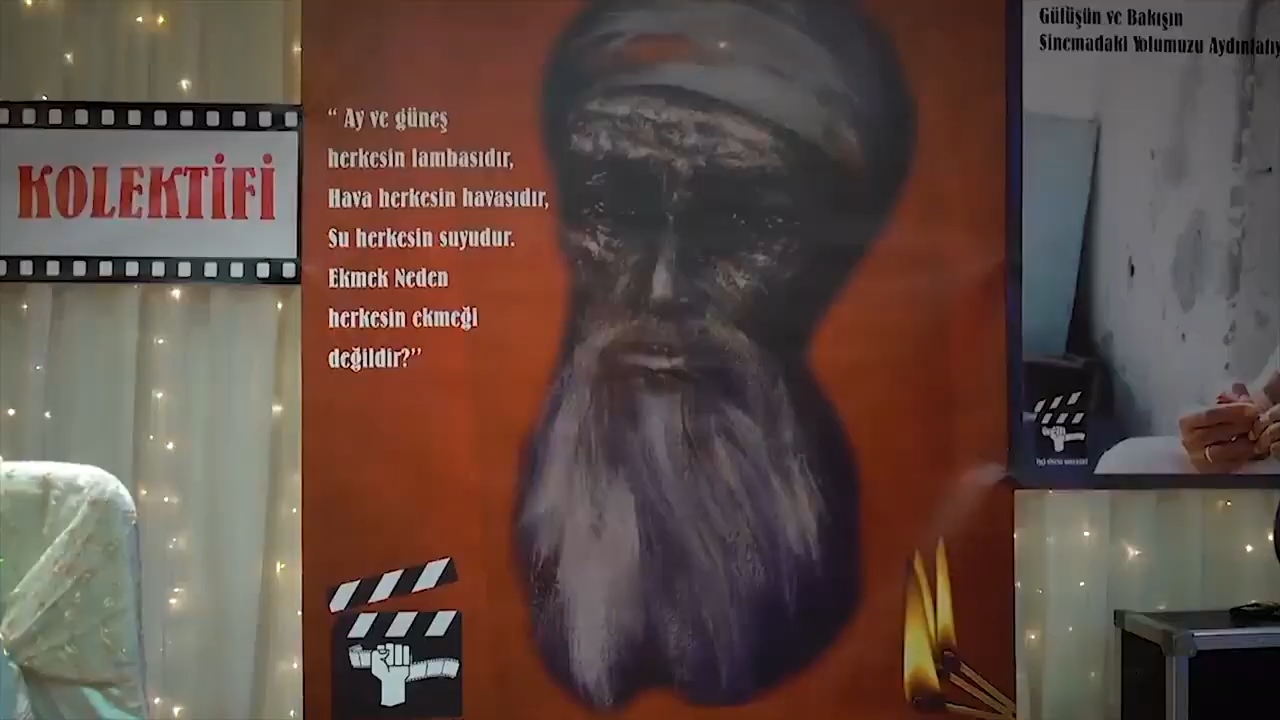 KOLEKTİFİ
“ Ay ve güneş
herkesin lambasıdır,
Hava herkesin havasıdır,
Su herkesin suyudur.
Ekmek Neden
herkesin ekmeği
değildir?”
Gülüşün ve Bakışın
Sinemadaki Yolumuzu